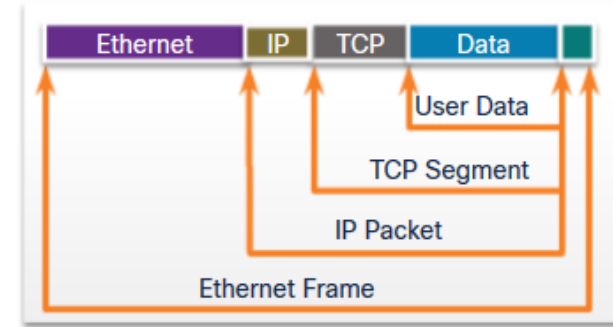 Ethernet IP TCP Data
User Data
TCP Segment
IP Packet
Ethernet Frame